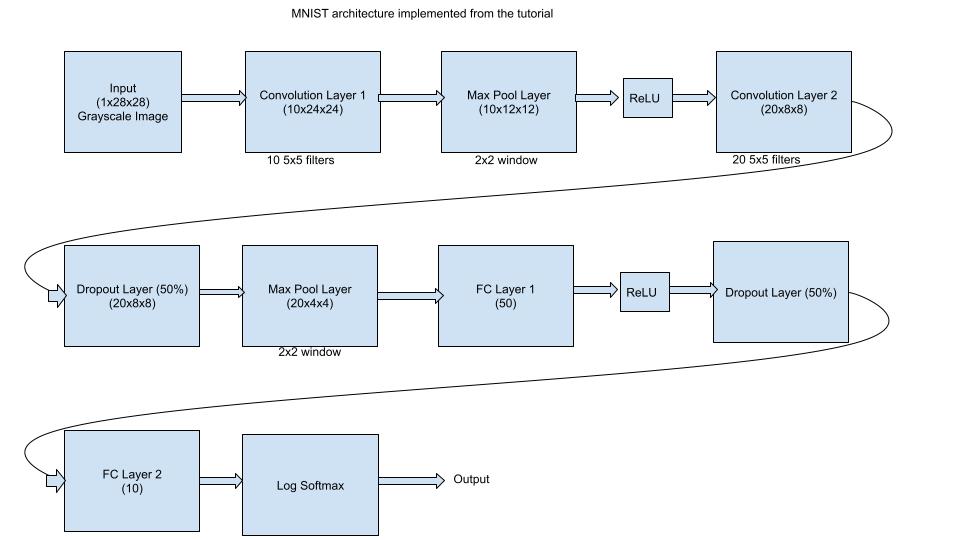 MNIST architecture implemented from the tutorial
Input
(1x28x28)
Grayscale Image
Convolution Layer 1
(10x24x24)
10 5x5 filters
Max Pool Layer
(10x12x12)
2x2 window
ReLU
Convolution Layer 2
(20x8x8)
20 5x5 filters
Dropout Layer (50%)
(20x8x8)
Max Pool Layer
(20x4x4)
2x2 window
FC Layer 1
(50)
ReLU
Dropout Layer (50%)
FC Layer 2
(10)
Log Softmax
Output